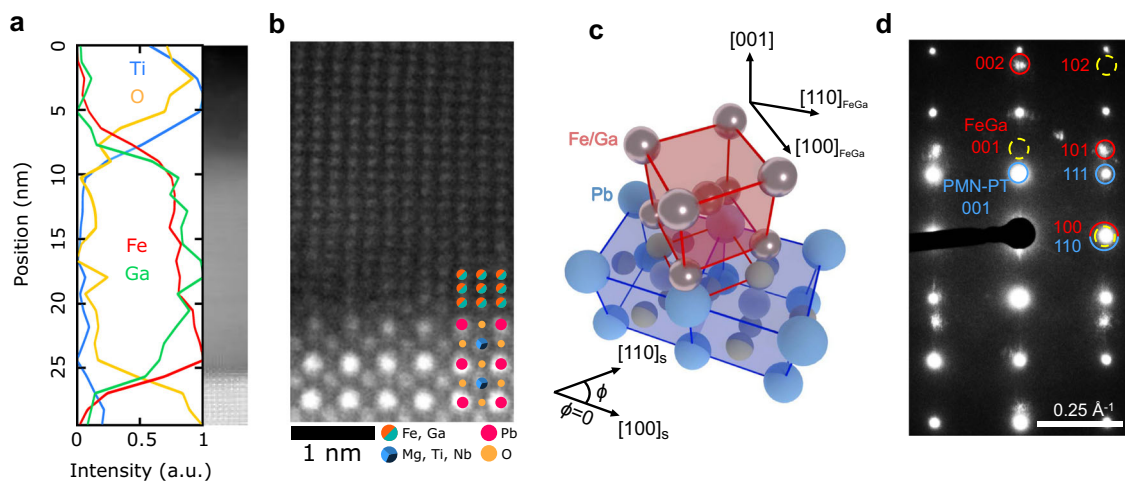 a
Ti
O
Fe
Ga
0
5
10
15
20
25
Position (nm)
0
0.5
1
Intensity (a.u.)
b
1 nm
Fe, Ga
Pb
Mg, Ti, Nb
O
c
[001]
[110]FeGa
[100]FeGa
Fe/Ga
Pb
[110]S
ϕ
ϕ=0
[100]S
d
002
102
FeGa
001
101
111
PMN-PT
001
100
110
0.25 Å-1